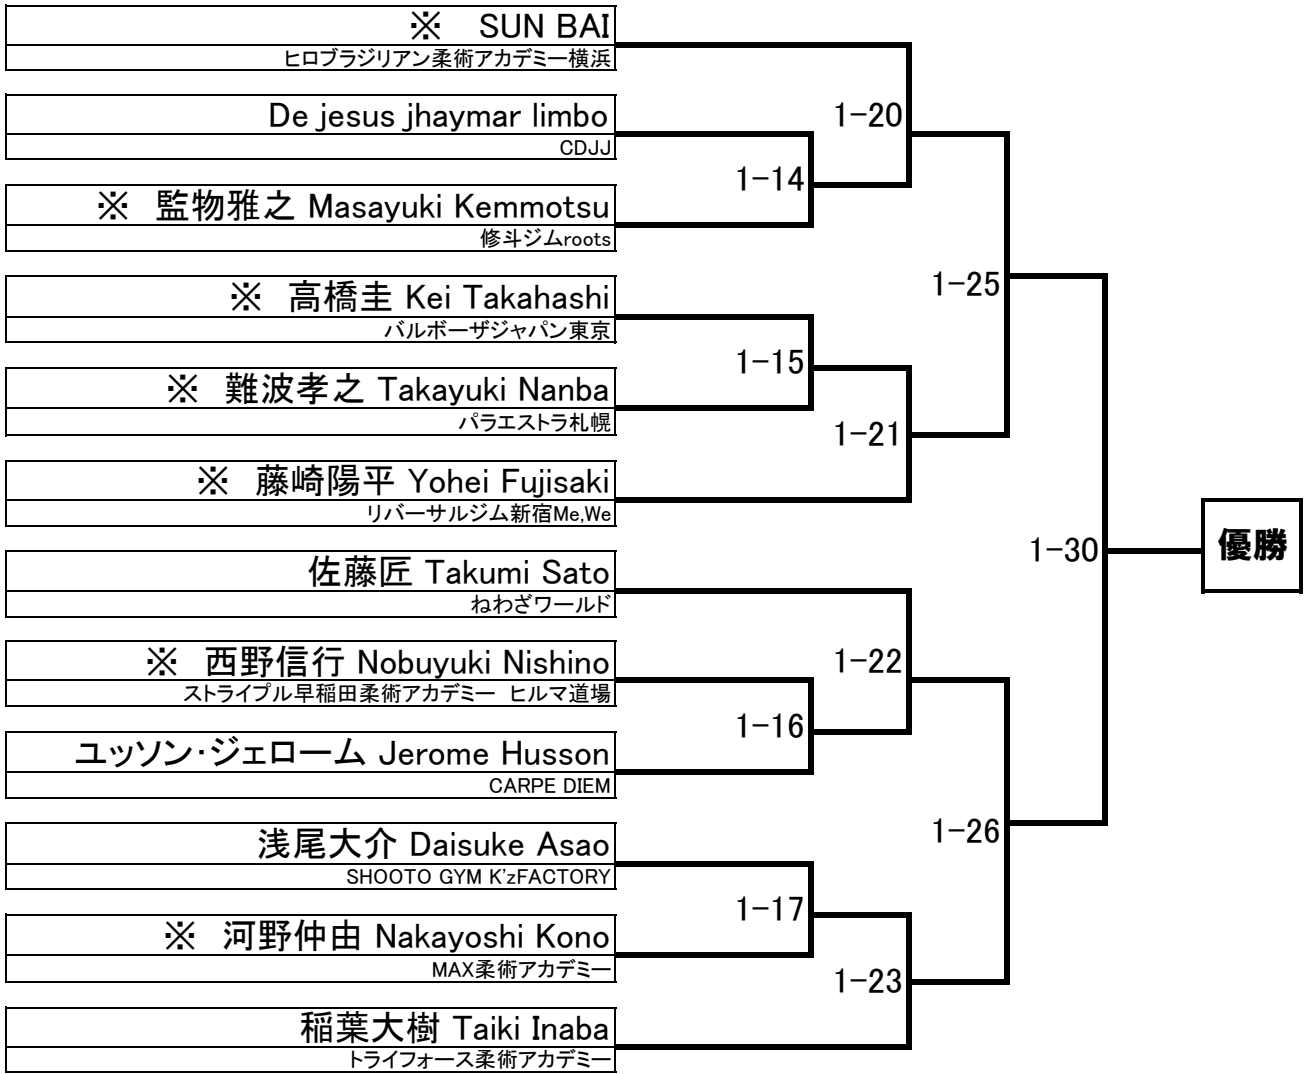 ※　SUN BAI
ヒロブラジリアン柔術アカデミー横浜
De jesus jhaymar limbo
CDJJ
※　監物雅之 Masayuki Kemmotsu
修斗ジムroots
※　高橋圭 Kei Takahashi
バルボーザジャパン東京
※　難波孝之 Takayuki Nanba
パラエストラ札幌
※　藤崎陽平 Yohei Fujisaki
リバーサルジム新宿Me,We
佐藤匠 Takumi Sato
ねわざワールド
※　西野信行 Nobuyuki Nishino
ストライプル早稲田柔術アカデミー　ヒルマ道場
ユッソン・ジェローム Jerome Husson
CARPE DIEM
浅尾大介 Daisuke Asao
SHOOTO GYM K'zFACTORY
※　河野仲由 Nakayoshi Kono
MAX柔術アカデミー
稲葉大樹 Taiki Inaba
トライフォース柔術アカデミー
1-14
1-15
1-16
1-17
1-20
1-21
1-22
1-23
1-25
1-26
1-30
優勝